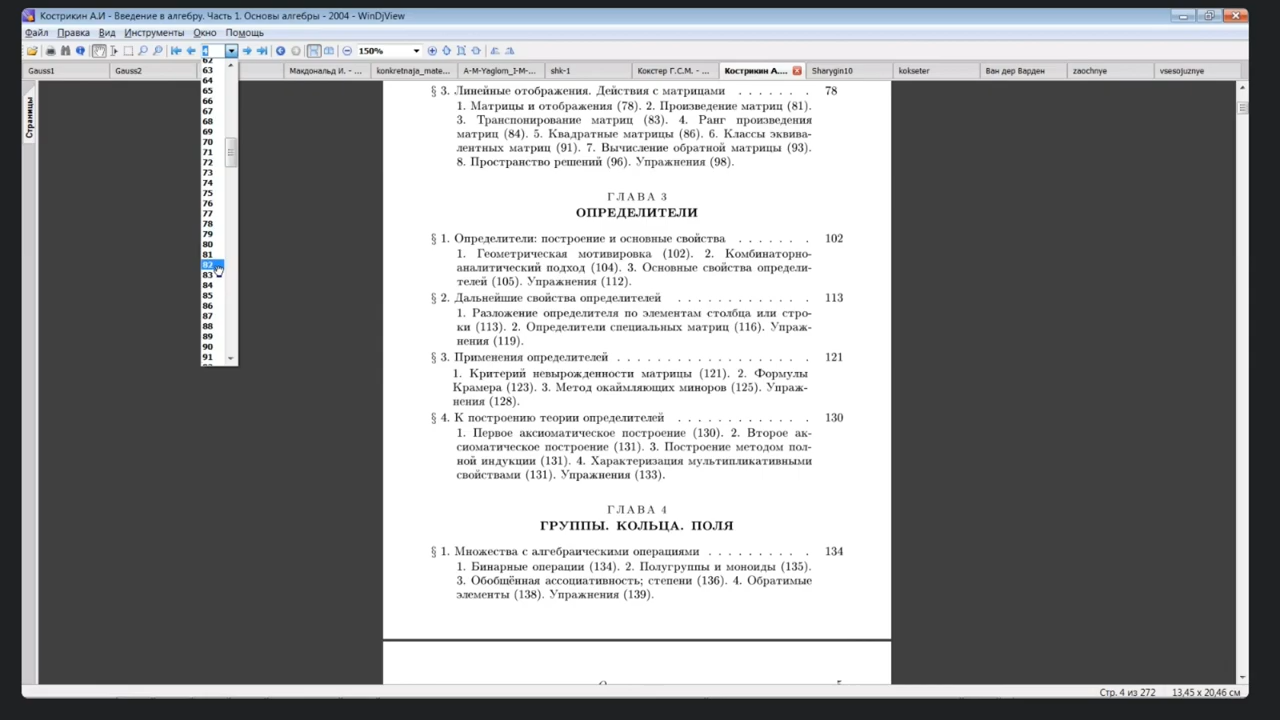 Кострикин А.И - Введение в алгебру. Часть 1. Основы алгебры - 2004 - WinDjView
Файл Правка Вид Инструменты Окно Помощь
4 150%
Gauss1 Gauss2 Макдональд И. - ... konkretnaja_mate... A-M-Yaglom_I-M-... shk-1 Кокстер Г.С.М. - ... Кострикин А.... Sharygin10 kokseter Ван дер Варден zaochnye vsesojuznye
Страницы
62
63
64
65
66
67
68
69
70
71
72
73
74
75
76
77
78
79
80
81
82
83
84
85
86
87
88
89
90
91
§ 3. Линейные отображения. Действия с матрицами . . . . . . 78
1. Матрицы и отображения (78). 2. Произведение матриц (81).
3. Транспонирование матриц (83). 4. Ранг произведения
матриц (84). 5. Квадратные матрицы (86). 6. Классы эквива-
лентных матриц (91). 7. Вычисление обратной матрицы (93).
8. Пространство решений (96). Упражнения (98).
ГЛАВА 3
ОПРЕДЕЛИТЕЛИ
§ 1. Определители: построение и основные свойства . . . . . . . 102
1. Геометрическая мотивировка (102). 2. Комбинаторно-
аналитический подход (104). 3. Основные свойства определи-
телей (105). Упражнения (112).
§ 2. Дальнейшие свойства определителей . . . . . . . . . . . . . 113
1. Разложение определителя по элементам столбца или стро-
ки (113). 2. Определители специальных матриц (116). Упраж-
нения (119).
§ 3. Применения определителей . . . . . . . . . . . . . . . . . . 121
1. Критерий невырожденности матрицы (121). 2. Формулы
Крамера (123). 3. Метод окаймляющих миноров (125). Упраж-
нения (128).
§ 4. К построению теории определителей . . . . . . . . . . . . . 130
1. Первое аксиоматическое построение (130). 2. Второе ак-
сиоматическое построение (131). 3. Построение методом пол-
ной индукции (131). 4. Характеризация мультипликативными
свойствами (131). Упражнения (133).
ГЛАВА 4
ГРУППЫ. КОЛЬЦА. ПОЛЯ
§ 1. Множества с алгебраическими операциями . . . . . . . . . . 134
1. Бинарные операции (134). 2. Полугруппы и моноиды (135).
3. Обобщённая ассоциативность; степени (136). 4. Обратимые
элементы (138). Упражнения (139).
Стр. 4 из 272 13,45 x 20,46 см